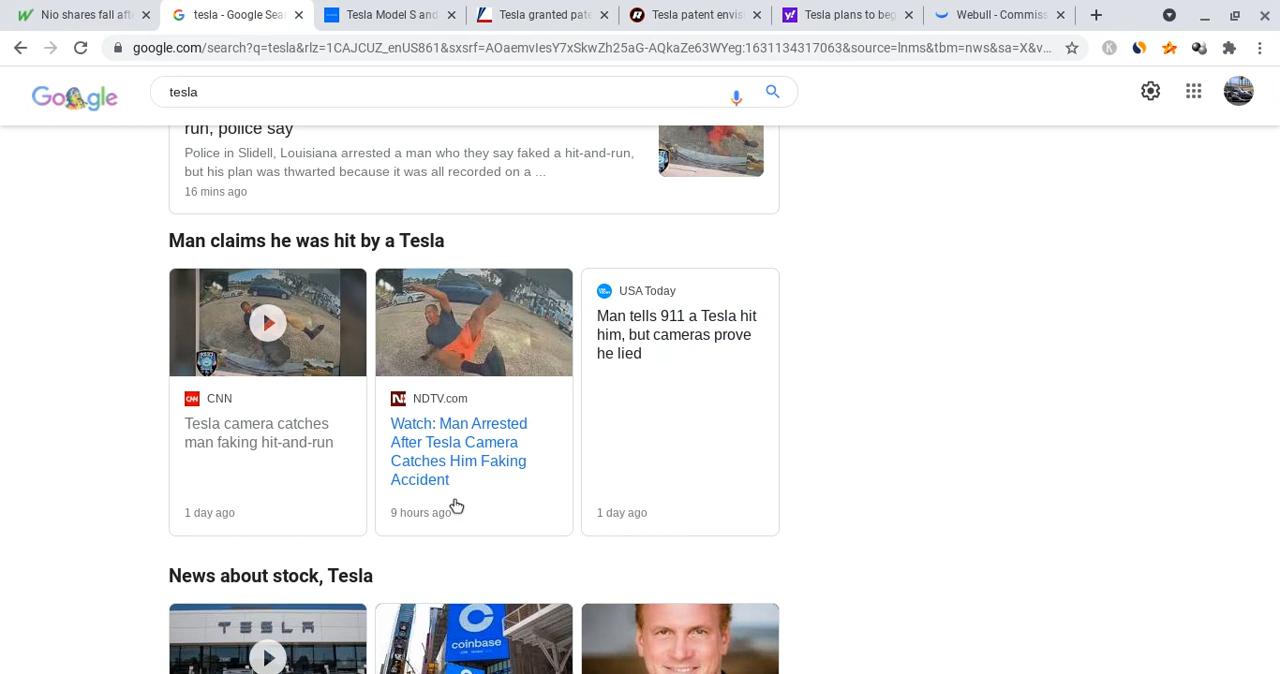 Nio shares fall aft
tesla - Google Sear
Tesla Model S and
Tesla granted pate
Tesla patent envis
Tesla plans to beg
Webull - Commiss
google.com/search?q=tesla&rlz=1CAJCUZ_enUS861&sxsrf=AOaemvIesY7xSkwZh25aG-AQkaZe63WYeg:1631134317063&source=lnms&tbm=nws&sa=X&v...
Google
tesla
run, police say
Police in Slidell, Louisiana arrested a man who they say faked a hit-and-run,
but his plan was thwarted because it was all recorded on a ...
16 mins ago
Man claims he was hit by a Tesla
CNN
Tesla camera catches
man faking hit-and-run
1 day ago
NDTV.com
Watch: Man Arrested
After Tesla Camera
Catches Him Faking
Accident
9 hours ago
USA Today
Man tells 911 a Tesla hit
him, but cameras prove
he lied
1 day ago
News about stock, Tesla
TESLA
coinbase